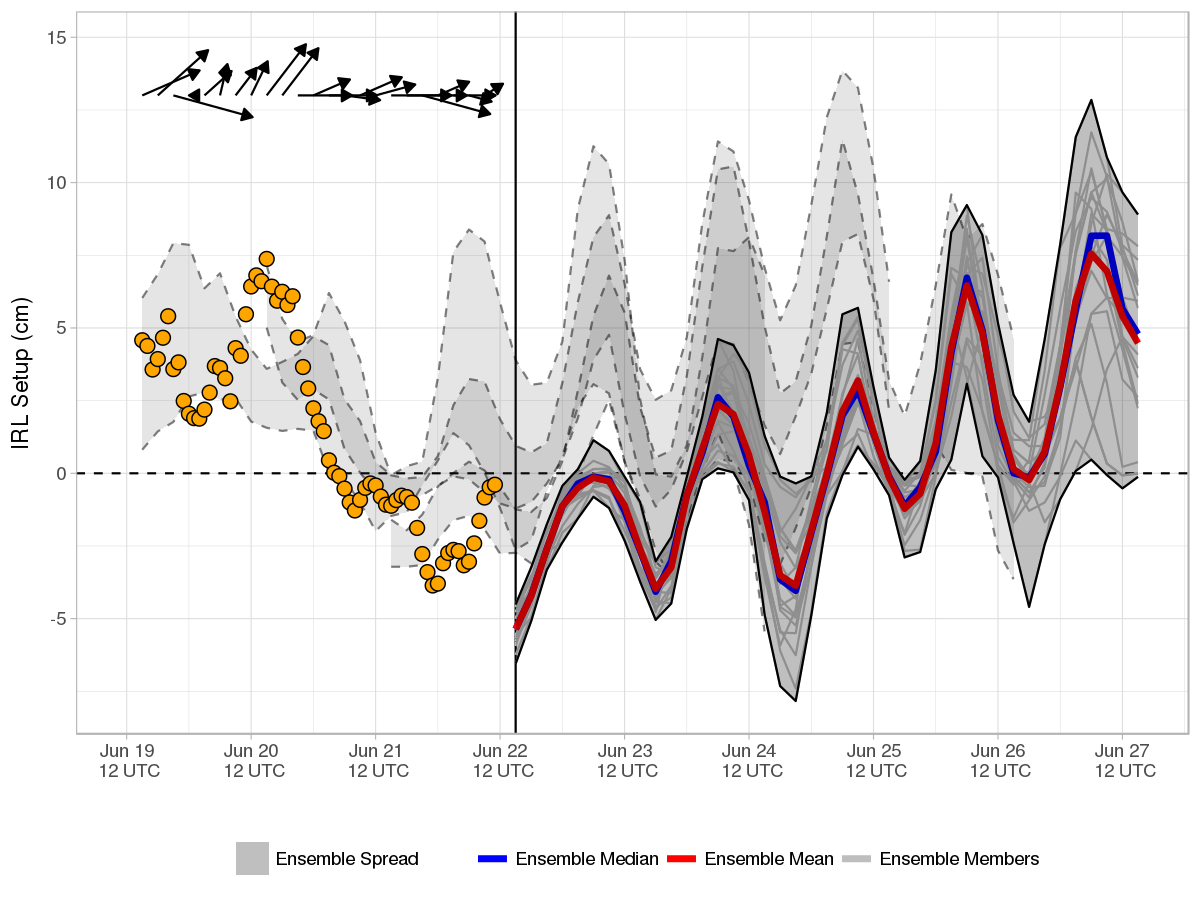 15
10
5
0
-5
IRL Setup (cm)
Jun 19 Jun 20 Jun 21 Jun 22 Jun 23 Jun 24 Jun 25 Jun 26 Jun 27
12 UTC 12 UTC 12 UTC 12 UTC 12 UTC 12 UTC 12 UTC 12 UTC 12 UTC
Ensemble Spread Ensemble Median Ensemble Mean Ensemble Members